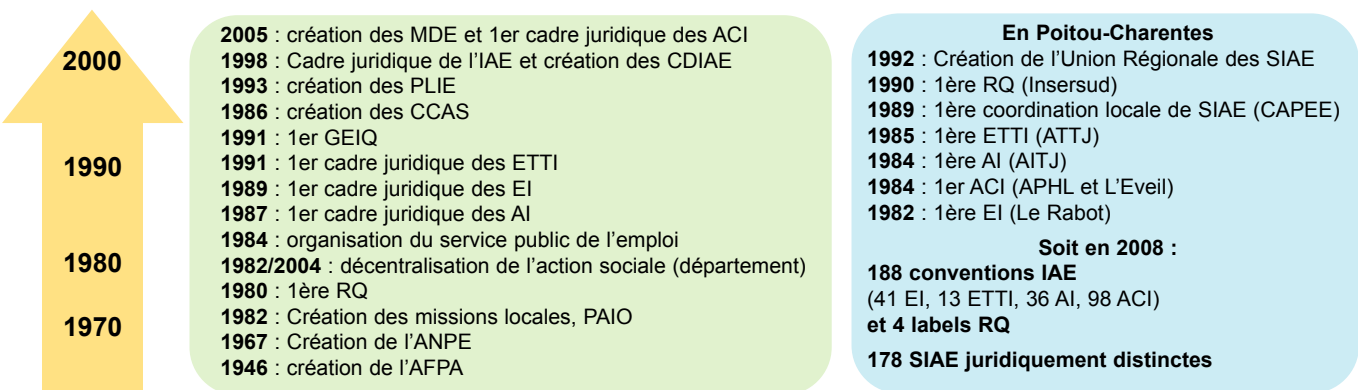 2000
1990
1980
1970
2005 : création des MDE et 1er cadre juridique des ACI
1998 : Cadre juridique de l'IAE et création des CDIAE
1993 : création des PLIE
1986 : création des CCAS
1991 : 1er GEIQ
1991 : 1er cadre juridique des ETTI
1989 : 1er cadre juridique des EI
1987 : 1er cadre juridique des AI
1984 : organisation du service public de l'emploi
1982/2004 : décentralisation de l'action sociale (département)
1980 : 1ère RQ
1982 : Création des missions locales, PAIO
1967 : Création de l'ANPE
1946 : création de l'AFPA
En Poitou-Charentes
1992 : Création de l'Union Régionale des SIAE
1990 : 1ère RQ (Insersud)
1989 : 1ère coordination locale de SIAE (CAPEE)
1985 : 1ère ETTI (ATTJ)
1984 : 1ère AI (AITJ)
1984 : 1er ACI (APHL et L'Eveil)
1982 : 1ère EI (Le Rabot)
Soit en 2008 :
188 conventions IAE
(41 EI, 13 ETTI, 36 AI, 98 ACI)
et 4 labels RQ
178 SIAE juridiquement distinctes